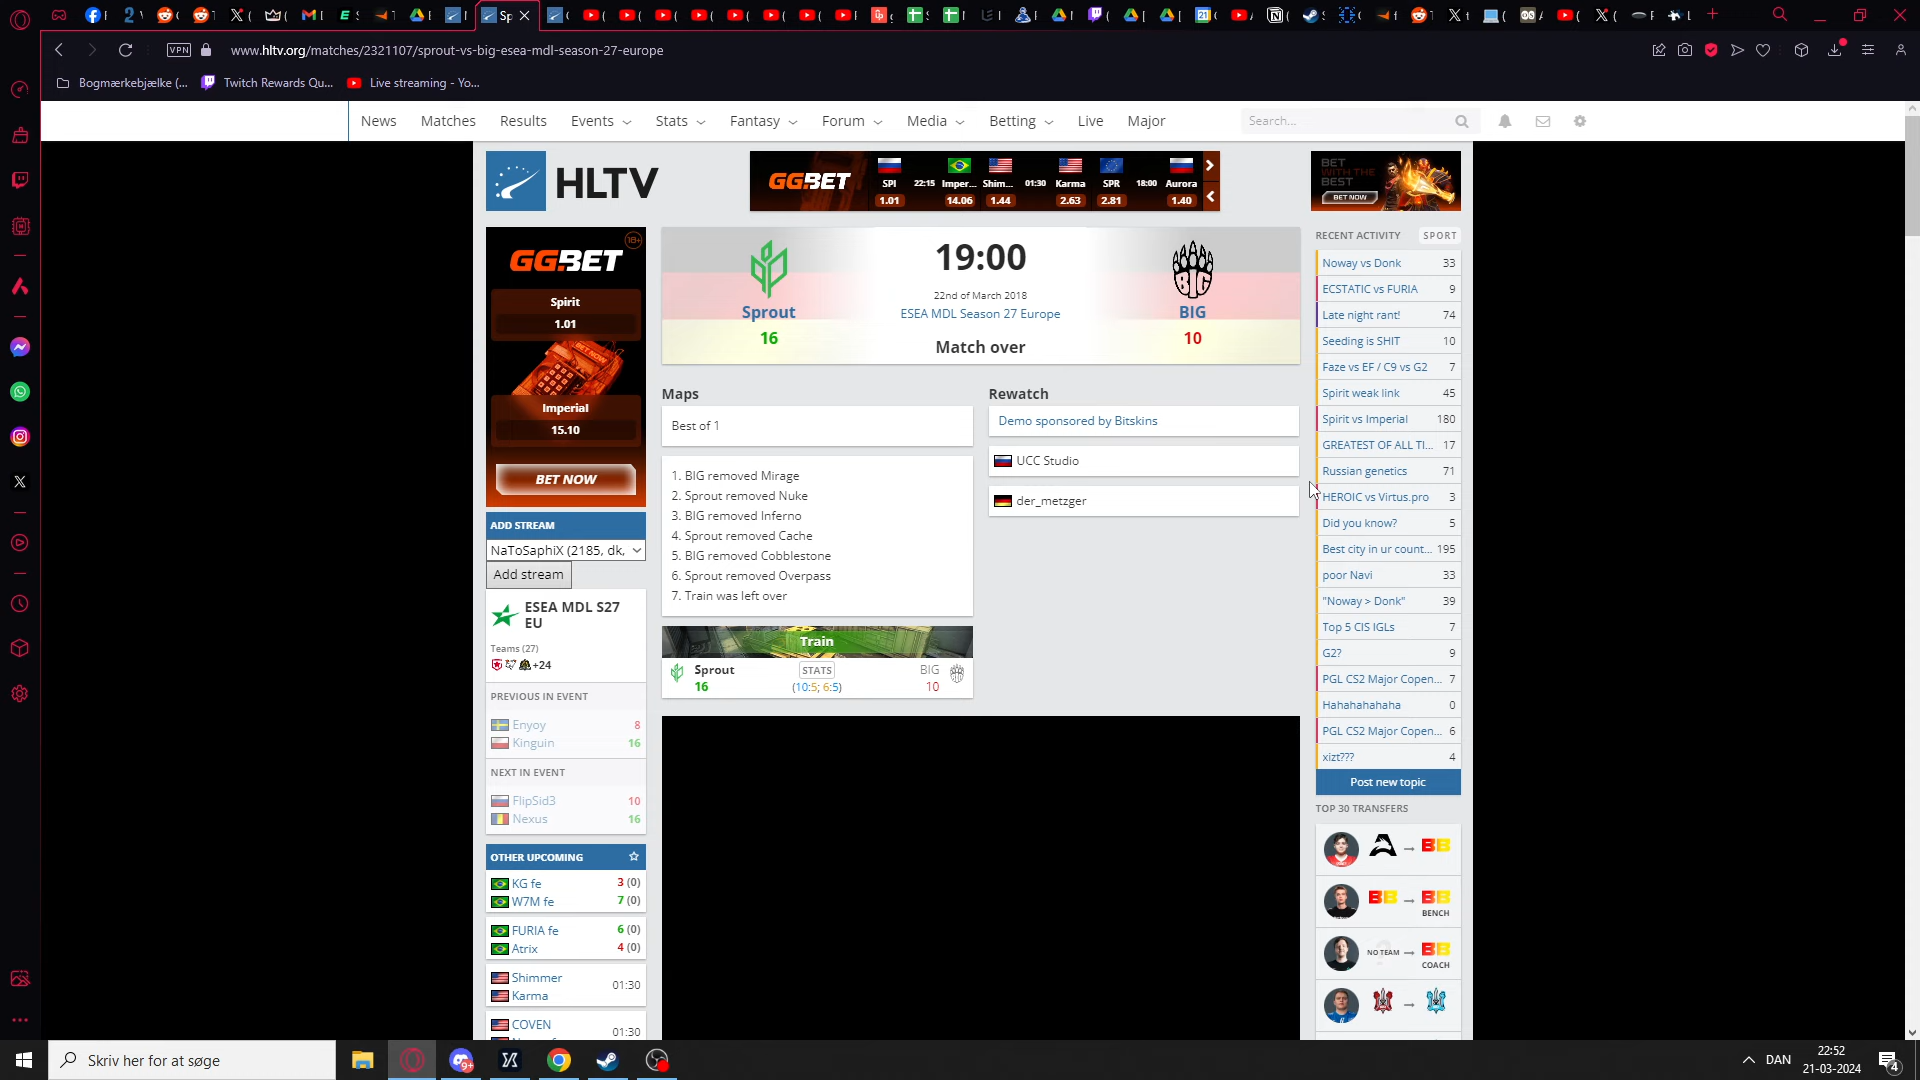 www.hltv.org/matches/2321107/sprout-vs-big-esea-mdl-season-27-europe
VPN
Bogmærkebjælke (...
Twitch Rewards Qu...
Live streaming - Yo...
News
Matches
Results
Events
Stats
Fantasy
Forum
Media
Betting
Live
Major
Search...
HLTV
GG.BET
SPI 22:15 Imper...
1.01 14.06
Shim... 01:30 Karma
1.44 2.63
SPR 18:00 Aurora
2.81 1.40
BET
WITH THE
BEST
BET NOW
18+
GG.BET
Spirit
1.01
BET NOW
Imperial
15.10
BET NOW
ADD STREAM
NaToSaphiX (2185, dk,
Add stream
ESEA MDL S27
EU
Teams (27)
+24
PREVIOUS IN EVENT
Enyoy 8
Kinguin 16
NEXT IN EVENT
FlipSid3 10
Nexus 16
OTHER UPCOMING
KG fe 3 (0)
W7M fe 7 (0)
FURIA fe 6 (0)
Atrix 4 (0)
Shimmer
Karma
01:30
COVEN
01:30
Sprout
16
19:00
22nd of March 2018
ESEA MDL Season 27 Europe
Match over
BIG
BIG
10
Maps
Best of 1
1. BIG removed Mirage
2. Sprout removed Nuke
3. BIG removed Inferno
4. Sprout removed Cache
5. BIG removed Cobblestone
6. Sprout removed Overpass
7. Train was left over
Train
Sprout STATS BIG
16 (10:5; 6:5) 10
Rewatch
Demo sponsored by Bitskins
UCC Studio
der_metzger
RECENT ACTIVITY SPORT
Noway vs Donk 33
ECSTATIC vs FURIA 9
Late night rant! 74
Seeding is SHIT 10
Faze vs EF / C9 vs G2 7
Spirit weak link 45
Spirit vs Imperial 180
GREATEST OF ALL TI... 17
Russian genetics 71
HEROIC vs Virtus.pro 3
Did you know? 5
Best city in ur count... 195
poor Navi 33
"Noway > Donk" 39
Top 5 CIS IGLs 7
G2? 9
PGL CS2 Major Copen... 7
Hahahahahaha 0
PGL CS2 Major Copen... 6
xizt??? 4
Post new topic
TOP 30 TRANSFERS
BB
BB BB
BENCH
NO TEAM BB
COACH
Skriv her for at søge
9+
DAN
22:52
21-03-2024
4